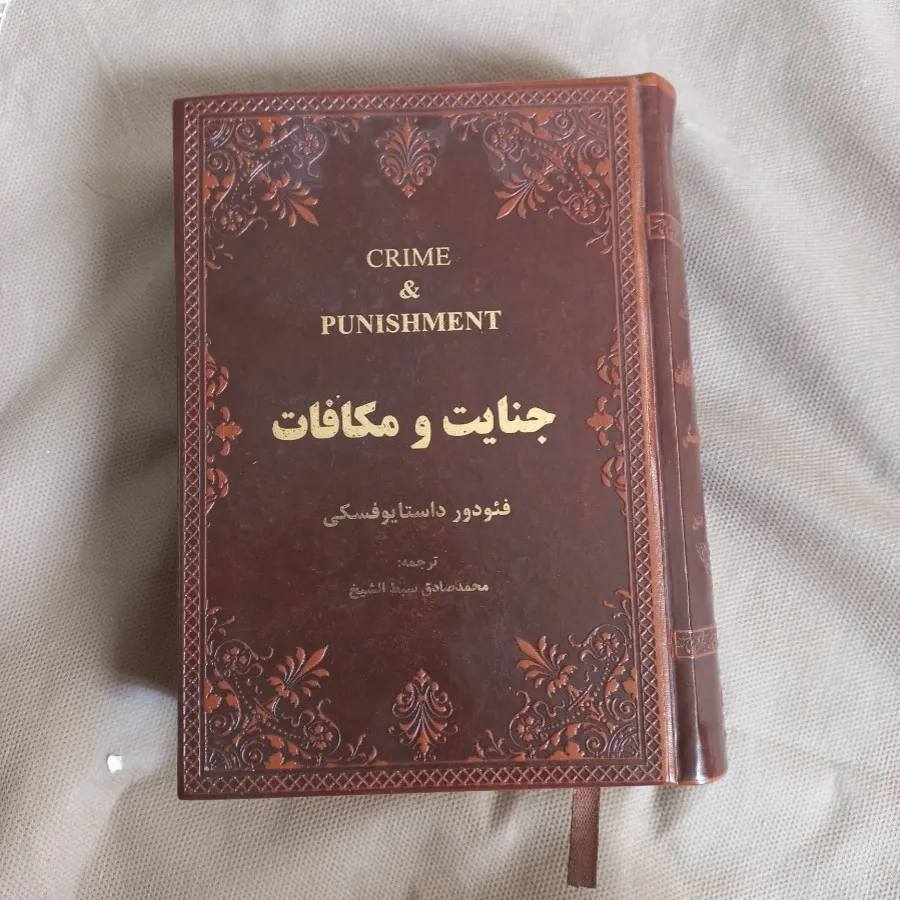 CRIME
&
PUNISHMENT
جنایت و مکافات
فئودور داستایوفسکی
ترجمه:
محمدصادق سبط الشیخ